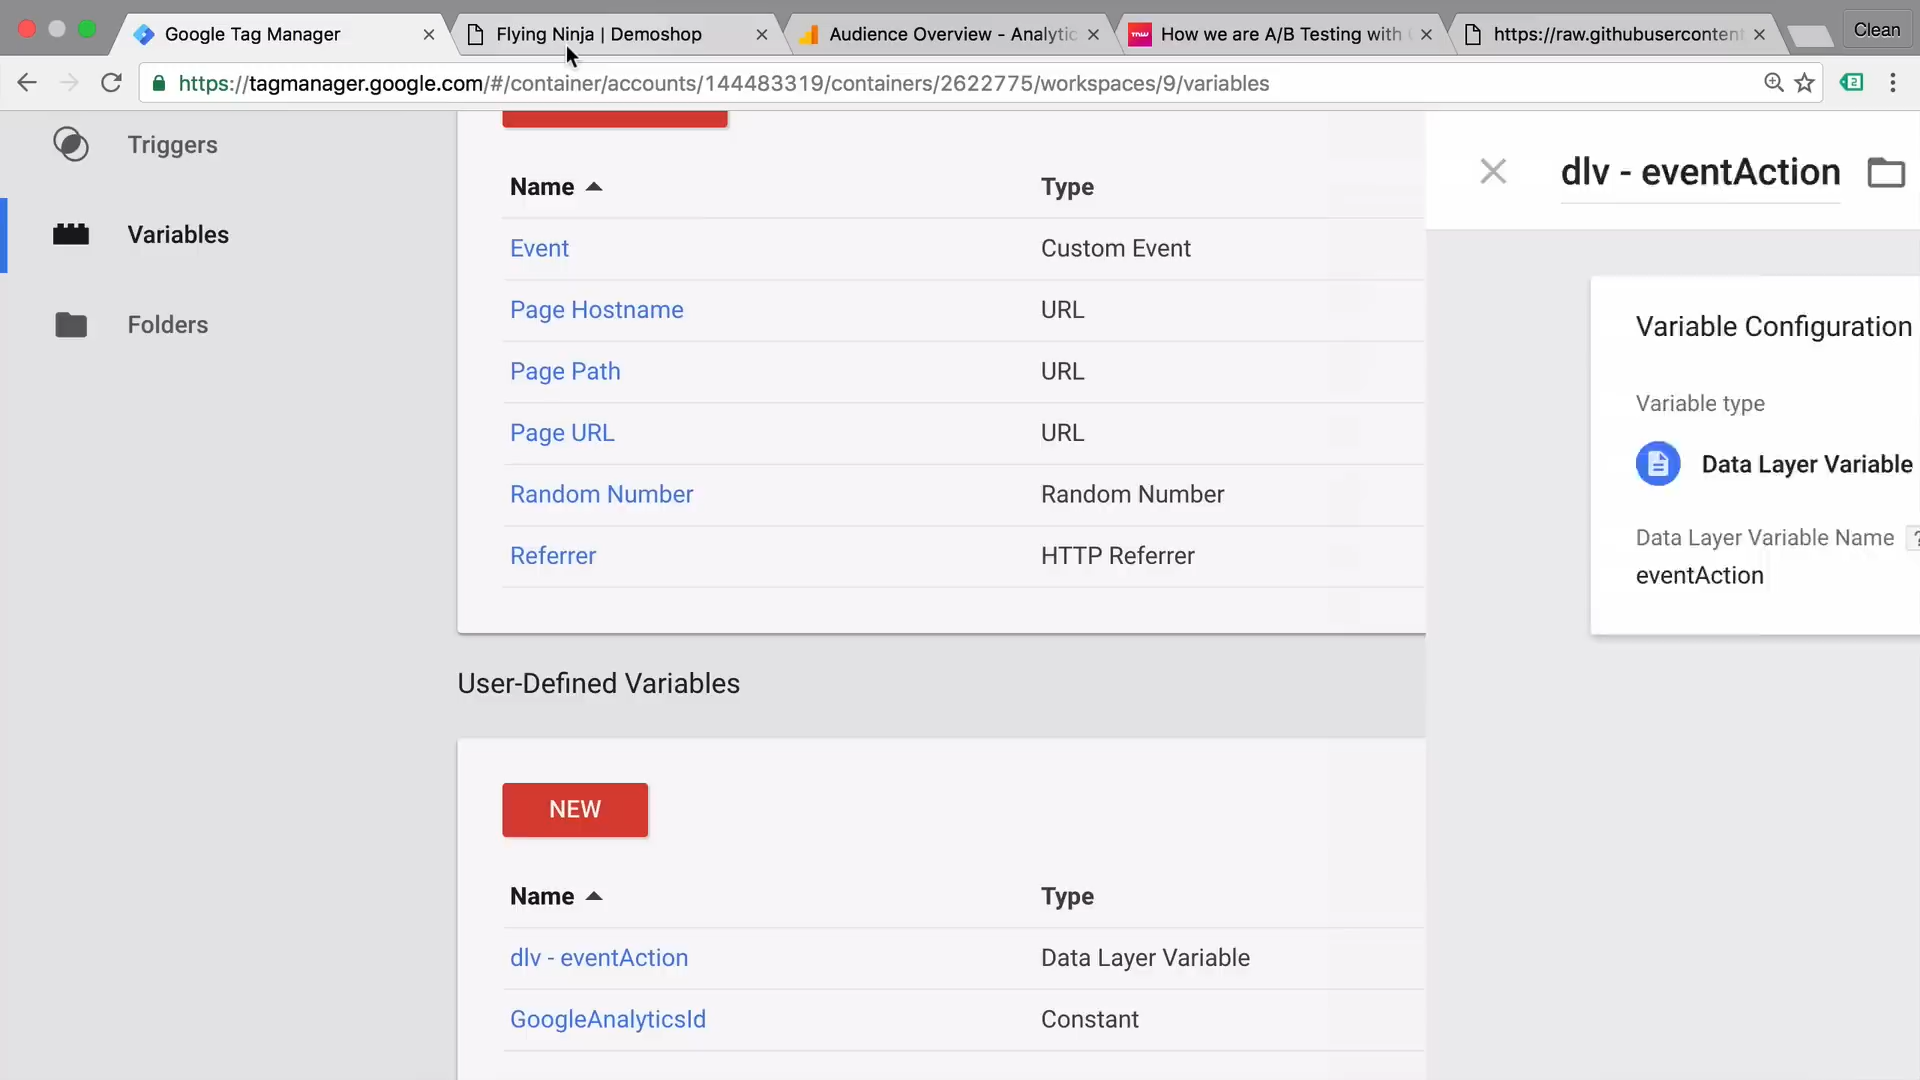 Google Tag Manager
Flying Ninja | Demoshop
Audience Overview - Analytic
TNW
How we are A/B Testing with
https://raw.githubusercontent
Clean
https://tagmanager.google.com/#/container/accounts/144483319/containers/2622775/workspaces/9/variables
2
Triggers
Variables
Folders
Name
Type
Event
Custom Event
Page Hostname
URL
Page Path
URL
Page URL
URL
Random Number
Random Number
Referrer
HTTP Referrer
User-Defined Variables
NEW
Name
Type
dlv - eventAction
Data Layer Variable
GoogleAnalyticsId
Constant
dlv - eventAction
Variable Configuration
Variable type
Data Layer Variable
Data Layer Variable Name ?
eventAction